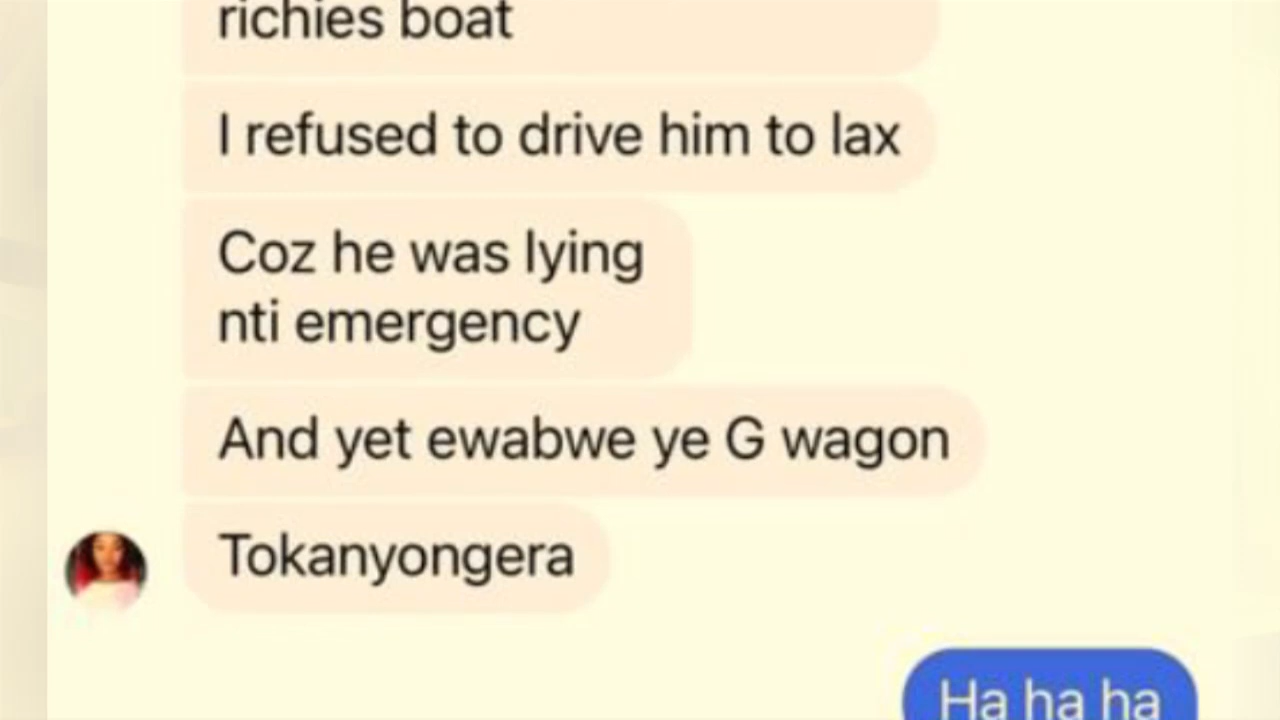 richies boat
I refused to drive him to lax
Coz he was lying
nti emergency
And yet ewabwe ye G wagon
Tokanyongera
Ha ha ha